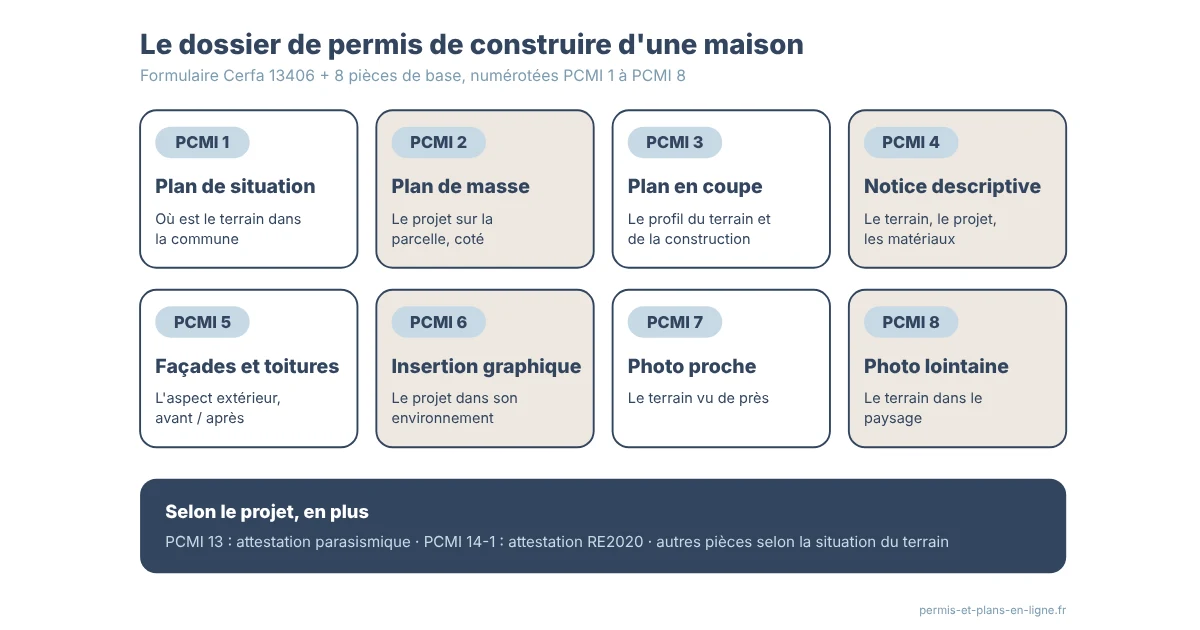 Le dossier de permis de construire d'une maison
Formulaire Cerfa 13406 + 8 pièces de base, numérotées PCMI 1 à PCMI 8
PCMI 1
Plan de situation
Où est le terrain dans
la commune
PCMI 2
Plan de masse
Le projet sur la
parcelle, coté
PCMI 3
Plan en coupe
Le profil du terrain et
de la construction
PCMI 4
Notice descriptive
Le terrain, le projet,
les matériaux
PCMI 5
Façades et toitures
L'aspect extérieur,
avant / après
PCMI 6
Insertion graphique
Le projet dans son
environnement
PCMI 7
Photo proche
Le terrain vu de près
PCMI 8
Photo lointaine
Le terrain dans le
paysage
Selon le projet, en plus
PCMI 13 : attestation parasismique · PCMI 14-1 : attestation RE2020 · autres pièces selon la situation du terrain
permis-et-plans-en-ligne.fr